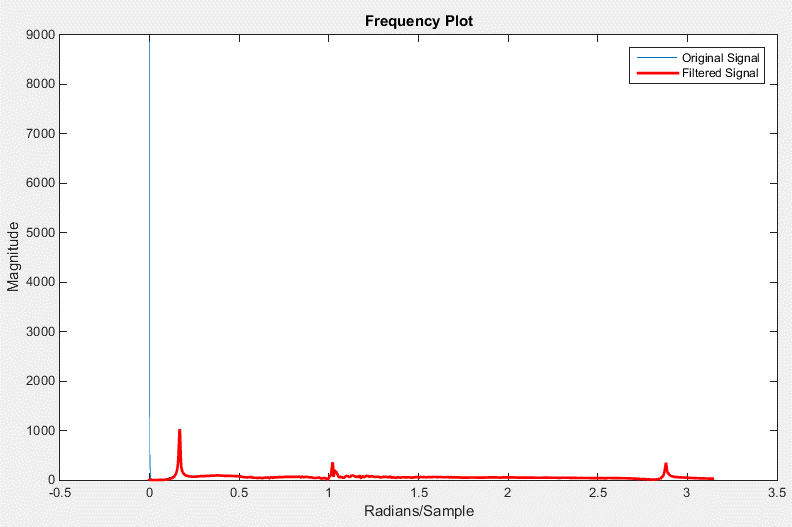 Frequency Plot
9000
8000
7000
6000
5000
4000
3000
2000
1000
0
Magnitude
Original Signal
Filtered Signal
-0.5 0 0.5 1 1.5 2 2.5 3 3.5
Radians/Sample